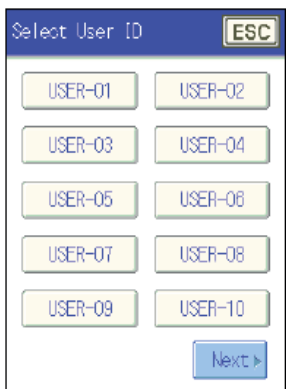 Select User ID ESC
USER-01 USER-02
USER-03 USER-04
USER-05 USER-06
USER-07 USER-08
USER-09 USER-10
Next